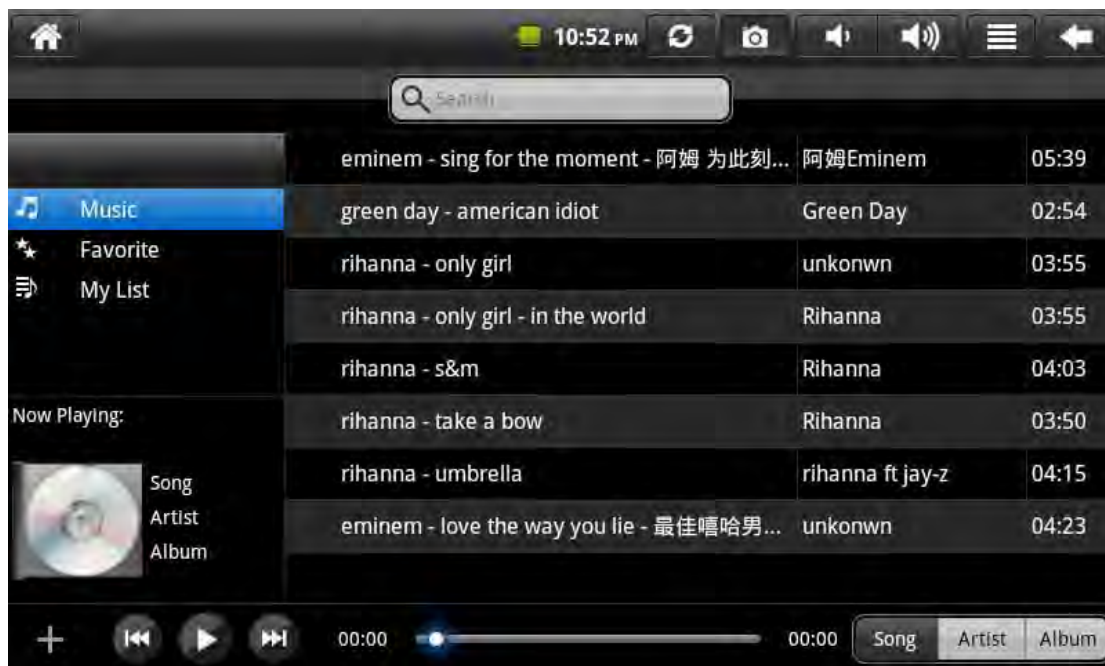 10:52 PM
Search
eminem - sing for the moment - 阿姆 为此刻... 阿姆Eminem 05:39
Music
green day - american idiot Green Day 02:54
Favorite
rihanna - only girl unkonwn 03:55
My List
rihanna - only girl - in the world Rihanna 03:55
rihanna - s&m Rihanna 04:03
Now Playing:
rihanna - take a bow Rihanna 03:50
Song
rihanna - umbrella rihanna ft jay-z 04:15
Artist
eminem - love the way you lie - 最佳嘻哈男... unkonwn 04:23
Album
00:00 00:00 Song Artist Album